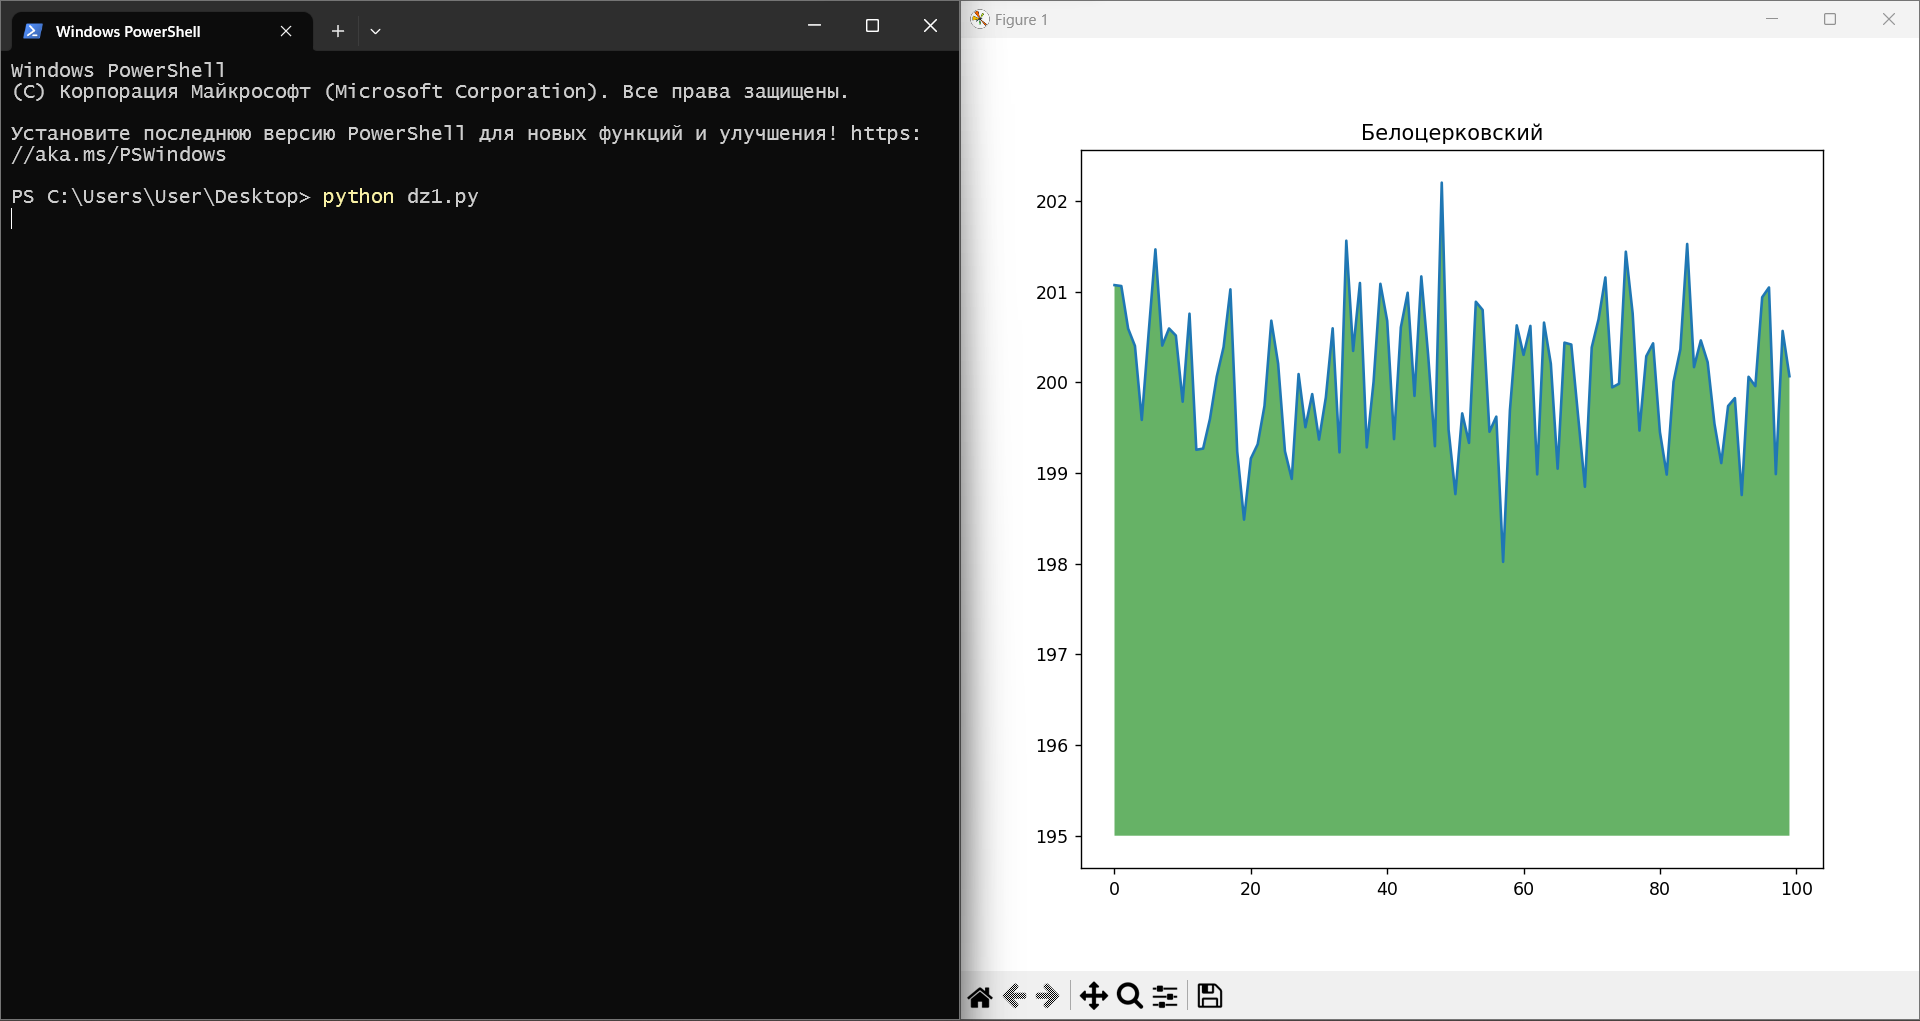 Windows PowerShell
Windows PowerShell
(C) Корпорация Майкрософт (Microsoft Corporation). Все права защищены.
Установите последнюю версию PowerShell для новых функций и улучшения! https:
//aka.ms/PSWindows
PS C:\Users\User\Desktop> python dz1.py
Figure 1
Белоцерковский
202
201
200
199
198
197
196
195
0 20 40 60 80 100